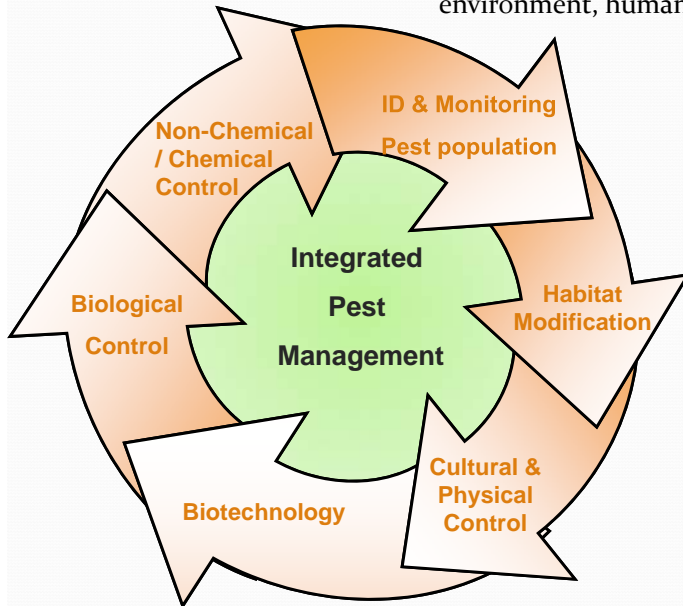 environment, human
ID & Monitoring
Pest population
Habitat
Modification
Cultural &
Physical
Control
Biotechnology
Biological
Control
Non-Chemical
/ Chemical
Control
Integrated
Pest
Management